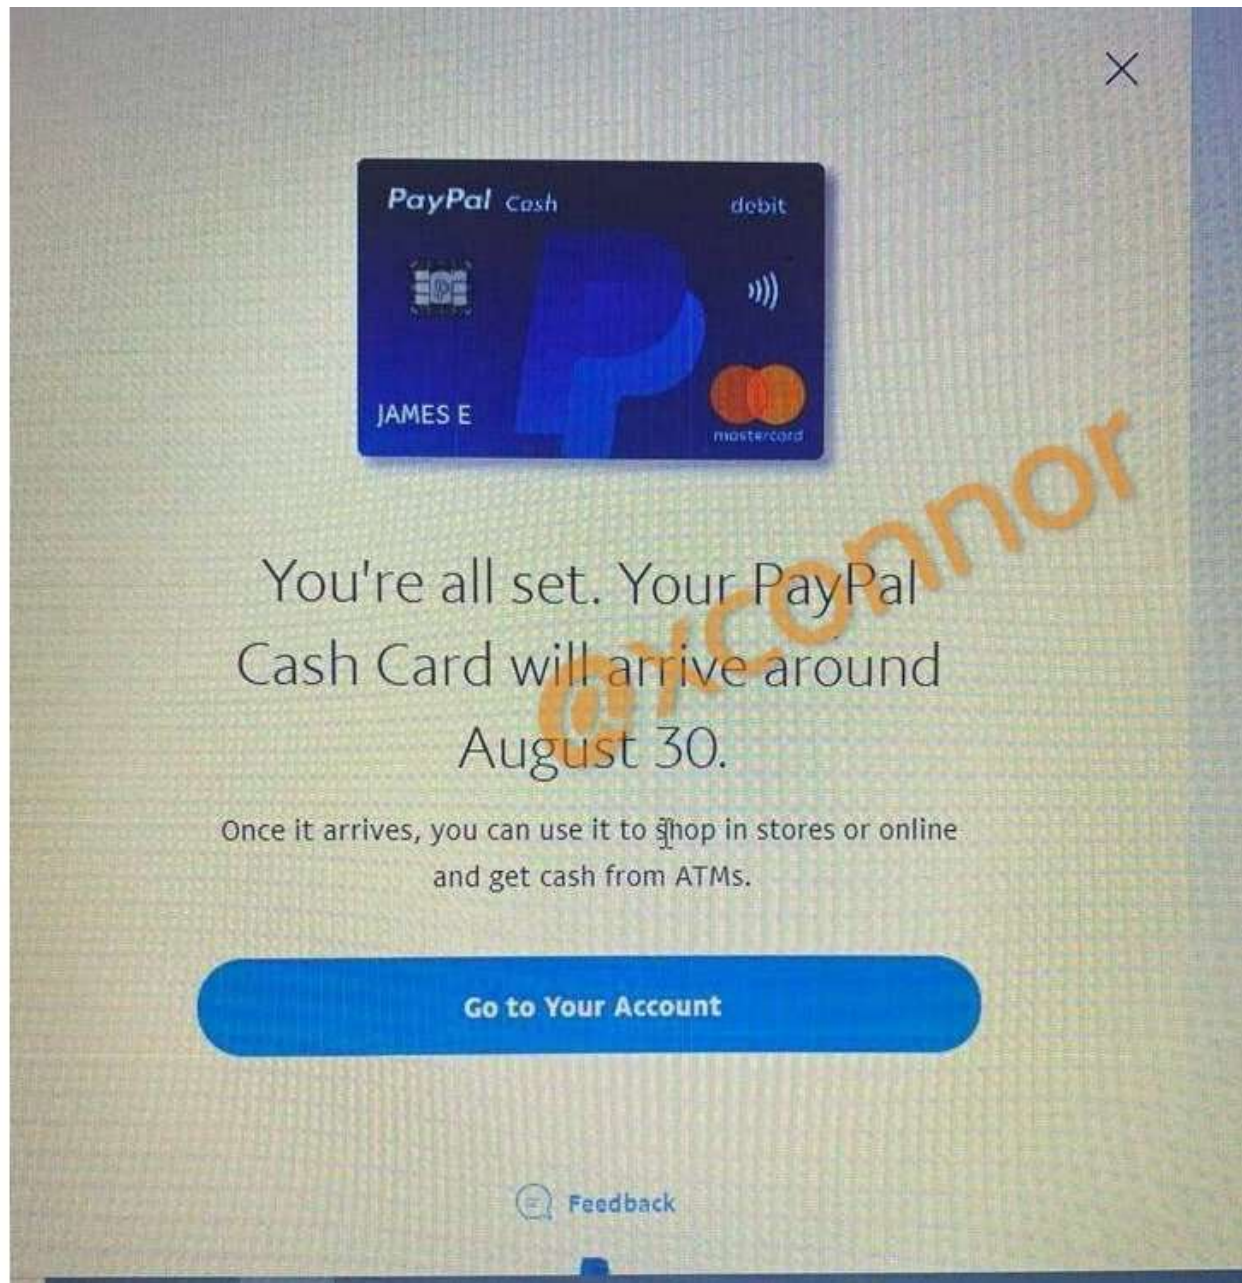 PayPal Cash debit
JAMES E
mastercard
@xconnor
You're all set. Your PayPal
Cash Card will arrive around
August 30.
Once it arrives, you can use it to shop in stores or online
and get cash from ATMs.
Go to Your Account
Feedback